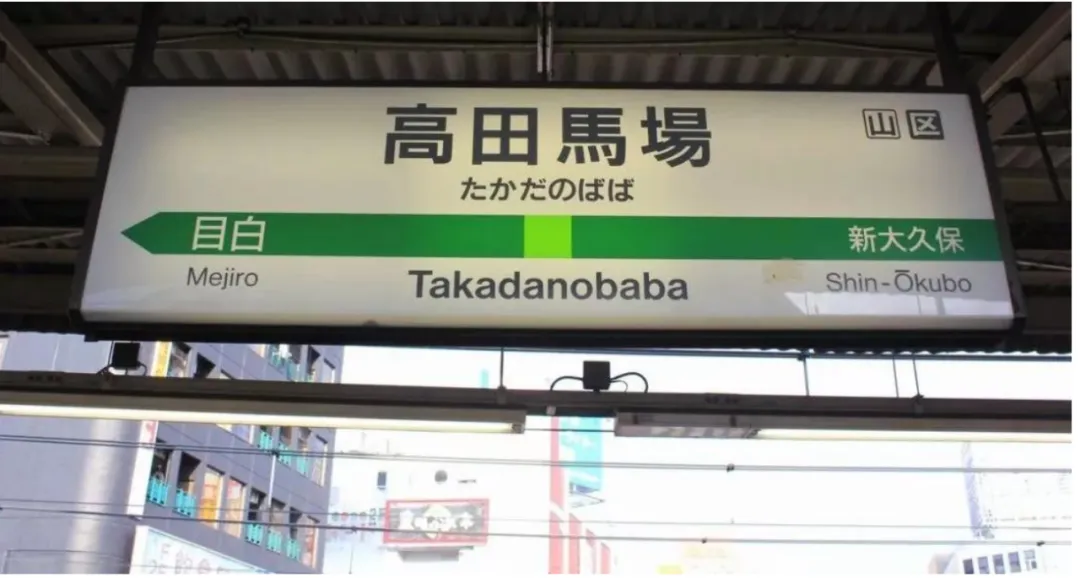 高田馬場
山区
たかだのばば
目白
新大久保
Mejiro
Takadanobaba
Shin-Ōkubo